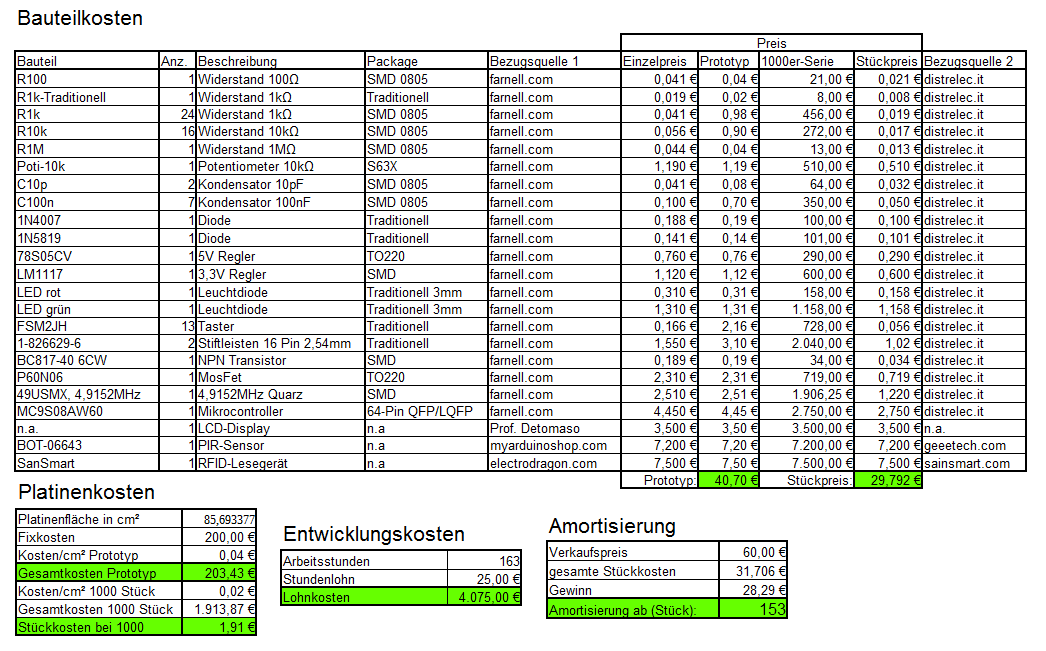 Bauteilkosten
Preis
Bauteil Anz. Beschreibung Package Bezugsquelle 1 Einzelpreis Prototyp 1000er-Serie Stückpreis Bezugsquelle 2
R100 1 Widerstand 100Ω SMD 0805 farnell.com 0,041 € 0,04 € 21,00 € 0,021 € distrelec.it
R1k-Traditionell 1 Widerstand 1kΩ Traditionell farnell.com 0,019 € 0,02 € 8,00 € 0,008 € distrelec.it
R1k 24 Widerstand 1kΩ SMD 0805 farnell.com 0,041 € 0,98 € 456,00 € 0,019 € distrelec.it
R10k 16 Widerstand 10kΩ SMD 0805 farnell.com 0,056 € 0,90 € 272,00 € 0,017 € distrelec.it
R1M 1 Widerstand 1MΩ SMD 0805 farnell.com 0,044 € 0,04 € 13,00 € 0,013 € distrelec.it
Poti-10k 1 Potentiometer 10kΩ S63X farnell.com 1,190 € 1,19 € 510,00 € 0,510 € distrelec.it
C10p 2 Kondensator 10pF SMD 0805 farnell.com 0,041 € 0,08 € 64,00 € 0,032 € distrelec.it
C100n 7 Kondensator 100nF SMD 0805 farnell.com 0,100 € 0,70 € 350,00 € 0,050 € distrelec.it
1N4007 1 Diode Traditionell farnell.com 0,188 € 0,19 € 100,00 € 0,100 € distrelec.it
1N5819 1 Diode Traditionell farnell.com 0,141 € 0,14 € 101,00 € 0,101 € distrelec.it
78S05CV 1 5V Regler TO220 farnell.com 0,760 € 0,76 € 290,00 € 0,290 € distrelec.it
LM1117 1 3,3V Regler SMD farnell.com 1,120 € 1,12 € 600,00 € 0,600 € distrelec.it
LED rot 1 Leuchtdiode Traditionell 3mm farnell.com 0,310 € 0,31 € 158,00 € 0,158 € distrelec.it
LED grün 1 Leuchtdiode Traditionell 3mm farnell.com 1,310 € 1,31 € 1.158,00 € 1,158 € distrelec.it
FSM2JH 13 Taster Traditionell farnell.com 0,166 € 2,16 € 728,00 € 0,056 € distrelec.it
1-826629-6 2 Stiftleisten 16 Pin 2,54mm Traditionell farnell.com 1,550 € 3,10 € 2.040,00 € 1,02 € distrelec.it
BC817-40 6CW 1 NPN Transistor SMD farnell.com 0,189 € 0,19 € 34,00 € 0,034 € distrelec.it
P60N06 1 MosFet TO220 farnell.com 2,310 € 2,31 € 719,00 € 0,719 € distrelec.it
49USMX, 4,9152MHz 1 4,9152MHz Quarz SMD farnell.com 2,510 € 2,51 € 1.906,25 € 1,220 € distrelec.it
MC9S08AW60 1 Mikrocontroller 64-Pin QFP/LQFP farnell.com 4,450 € 4,45 € 2.750,00 € 2,750 € distrelec.it
n.a. 1 LCD-Display n.a Prof. Detomaso 3,500 € 3,50 € 3.500,00 € 3,500 € n.a.
BOT-06643 1 PIR-Sensor n.a myarduinoshop.com 7,200 € 7,20 € 7.200,00 € 7,200 € geeetech.com
SanSmart 1 RFID-Lesegerät n.a electrodragon.com 7,500 € 7,50 € 7.500,00 € 7,500 € sainsmart.com
Prototyp: 40,70 € Stückpreis: 29,792 €
Platinenkosten
Platinenfläche in cm² 85,693377
Fixkosten 200,00 €
Kosten/cm² Prototyp 0,04 €
Gesamtkosten Prototyp 203,43 €
Kosten/cm² 1000 Stück 0,02 €
Gesamtkosten 1000 Stück 1.913,87 €
Stückkosten bei 1000 1,91 €
Entwicklungskosten
Arbeitsstunden 163
Stundenlohn 25,00 €
Lohnkosten 4.075,00 €
Amortisierung
Verkaufspreis 60,00 €
gesamte Stückkosten 31,706 €
Gewinn 28,29 €
Amortisierung ab (Stück): 153